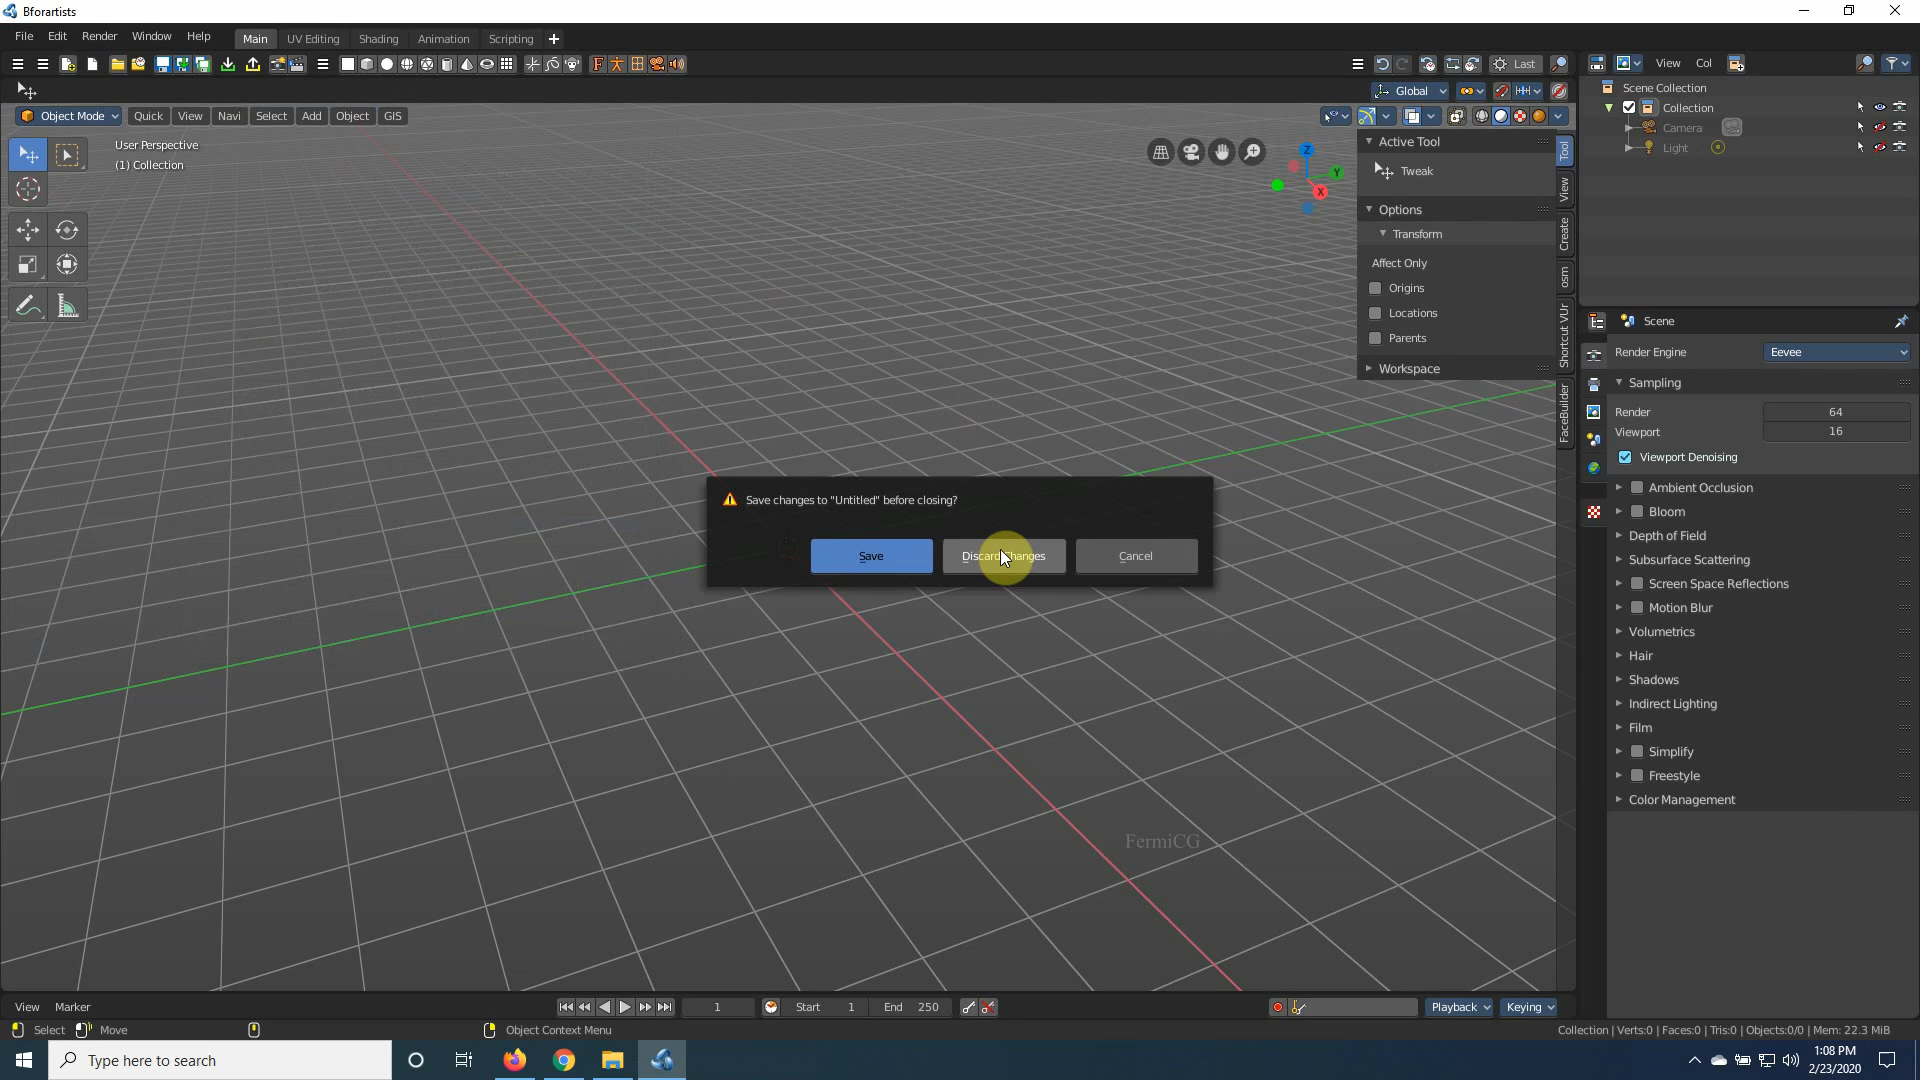 Bforartists
File Edit Render Window Help Main UV Editing Shading Animation Scripting
Last
View Col
Global
Object Mode Quick View Navi Select Add Object GIS
User Perspective
(1) Collection
Z
Y
X
Active Tool
Tweak
Options
Transform
Affect Only
Origins
Locations
Parents
Workspace
Tool
View
Create
osm
Shortcut VUr
FaceBuilder
Scene Collection
Collection
Camera
Light
Scene
Render Engine Eevee
Sampling
Render 64
Viewport 16
Viewport Denoising
Ambient Occlusion
Bloom
Depth of Field
Subsurface Scattering
Screen Space Reflections
Motion Blur
Volumetrics
Hair
Shadows
Indirect Lighting
Film
Simplify
Freestyle
Color Management
Save changes to "Untitled" before closing?
Save Discard Changes Cancel
FermiCG
View Marker 1 Start 1 End 250 Playback Keying
Select Move Object Context Menu Collection | Verts:0 | Faces:0 | Tris:0 | Objects:0/0 | Mem: 22.3 MiB
Type here to search
1:08 PM
2/23/2020